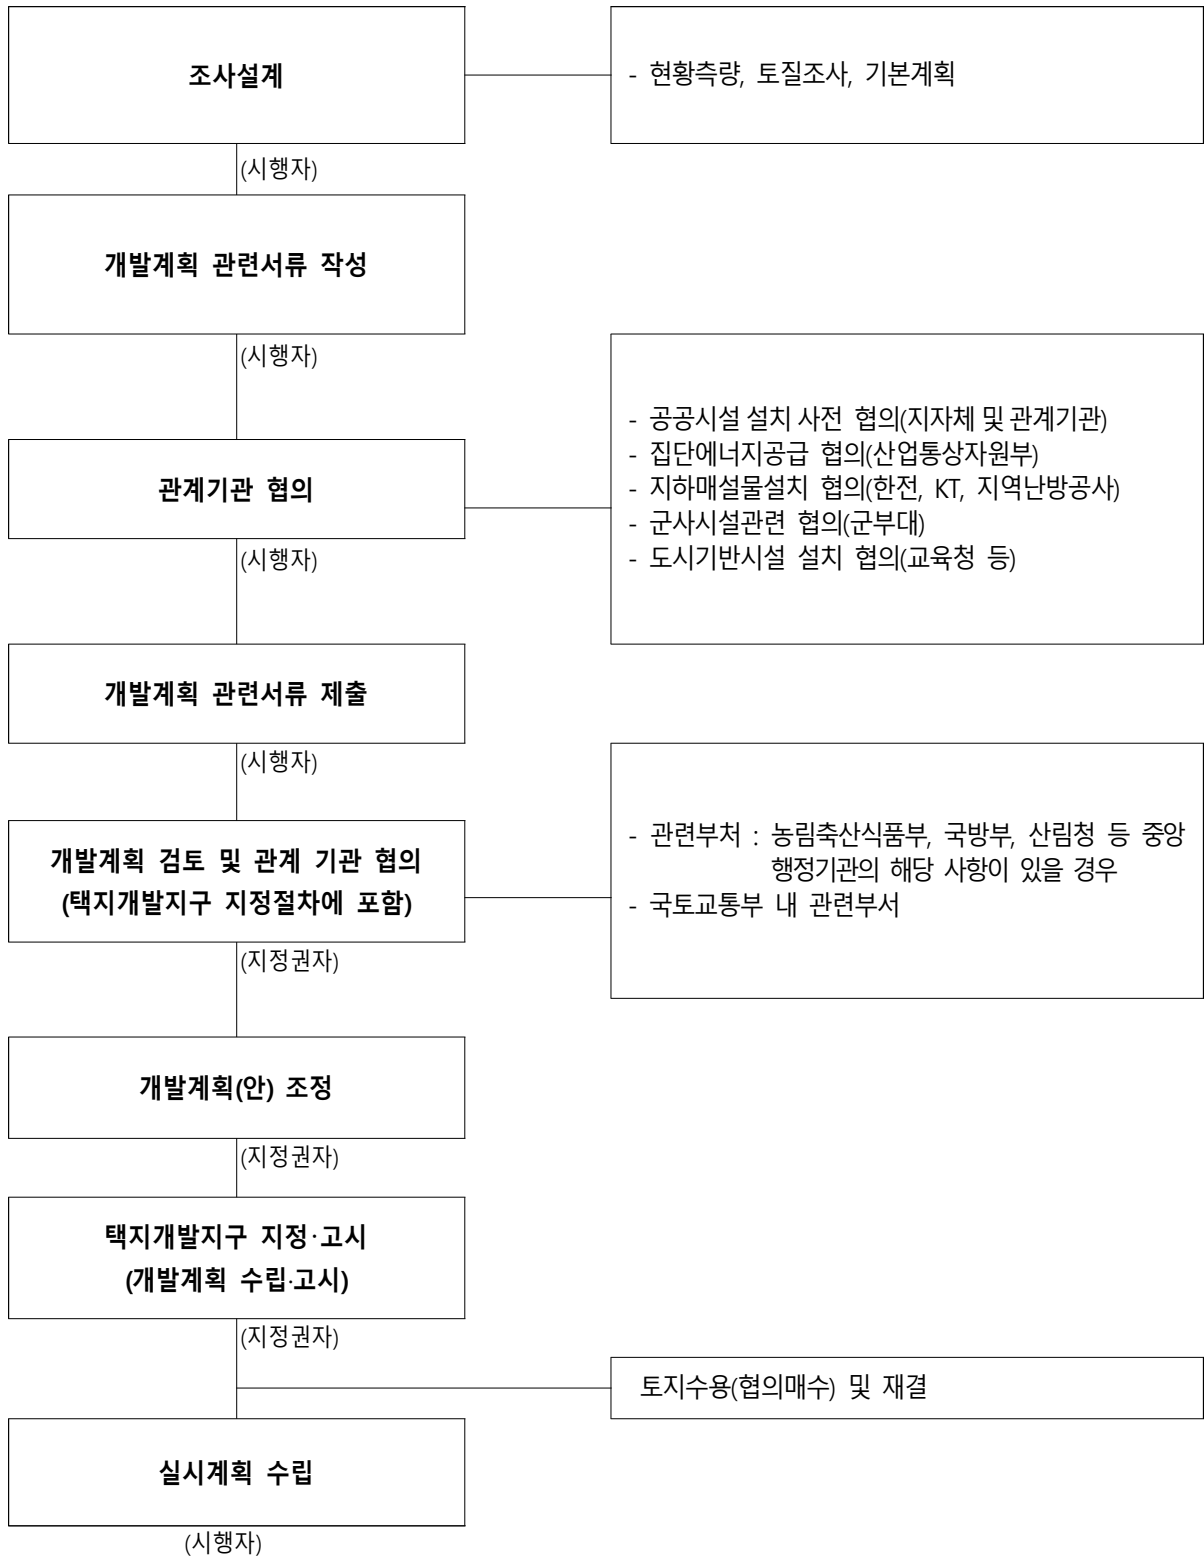 조사설계
- 현황측량, 토질조사, 기본계획
(시행자)
개발계획 관련서류 작성
(시행자)
관계기관 협의
- 공공시설 설치 사전 협의(지자체 및 관계기관)
- 집단에너지공급 협의(산업통상자원부)
- 지하매설물설치 협의(한전, KT, 지역난방공사)
- 군사시설관련 협의(군부대)
- 도시기반시설 설치 협의(교육청 등)
(시행자)
개발계획 관련서류 제출
(시행자)
개발계획 검토 및 관계 기관 협의
(택지개발지구 지정절차에 포함)
- 관련부처 : 농림축산식품부, 국방부, 산림청 등 중앙
행정기관의 해당 사항이 있을 경우
- 국토교통부 내 관련부서
(지정권자)
개발계획(안) 조정
(지정권자)
택지개발지구 지정·고시
(개발계획 수립·고시)
(지정권자)
토지수용(협의매수) 및 재결
실시계획 수립
(시행자)